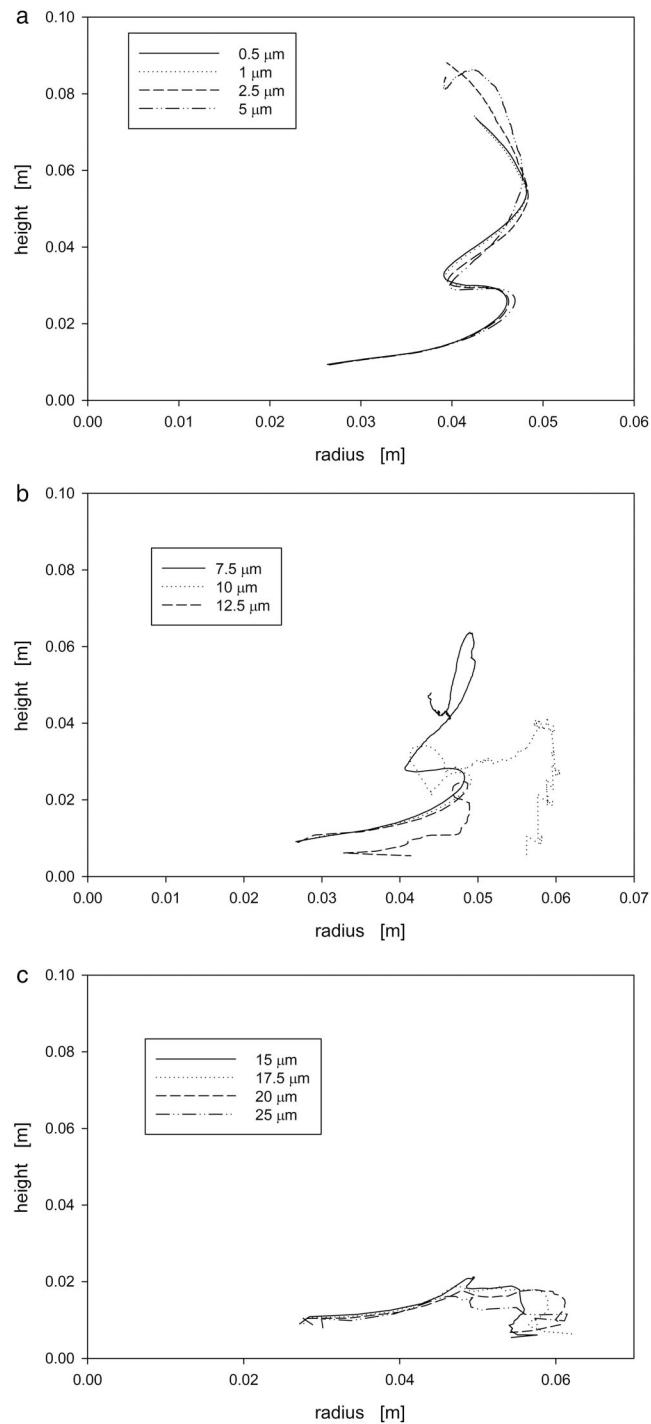 a
0.10
0.08
0.06
0.04
0.02
0.00
height [m]
0.5 µm
1 µm
2.5 µm
5 µm
0.00 0.01 0.02 0.03 0.04 0.05 0.06
radius [m]
b
0.10
0.08
0.06
0.04
0.02
0.00
height [m]
7.5 µm
10 µm
12.5 µm
0.00 0.01 0.02 0.03 0.04 0.05 0.06 0.07
radius [m]
c
0.10
0.08
0.06
0.04
0.02
0.00
height [m]
15 µm
17.5 µm
20 µm
25 µm
0.00 0.02 0.04 0.06
radius [m]